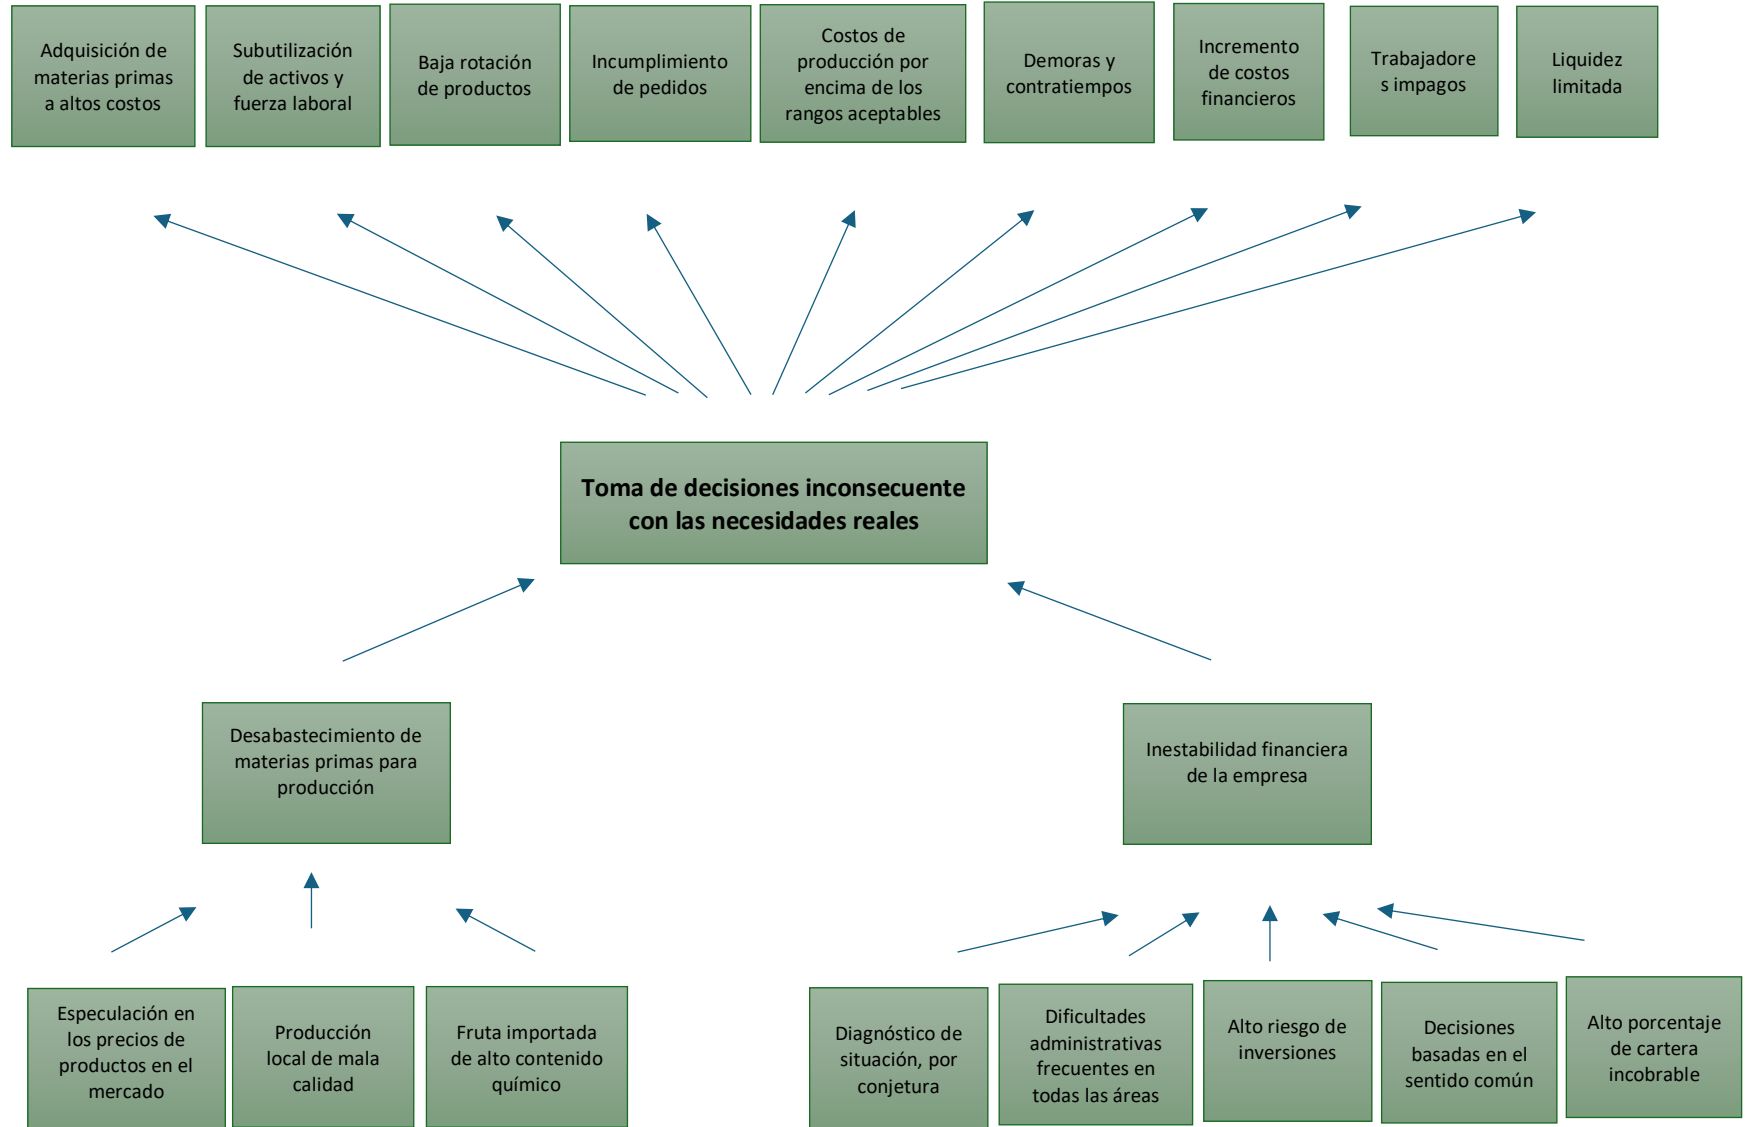 Adquisición de
materias primas
a altos costos
Subutilización
de activos y
fuerza laboral
Baja rotación
de productos
Incumplimiento
de pedidos
Costos de
producción por
encima de los
rangos aceptables
Demoras y
contratiempos
Incremento
de costos
financieros
Trabajadore
s impagos
Liquidez
limitada
Toma de decisiones inconsecuente
con las necesidades reales
Desabastecimiento de
materias primas para
producción
Inestabilidad financiera
de la empresa
Especulación en
los precios de
productos en el
mercado
Producción
local de mala
calidad
Fruta importada
de alto contenido
químico
Diagnóstico de
situación, por
conjetura
Dificultades
administrativas
frecuentes en
todas las áreas
Alto riesgo de
inversiones
Decisiones
basadas en el
sentido común
Alto porcentaje
de cartera
incobrable